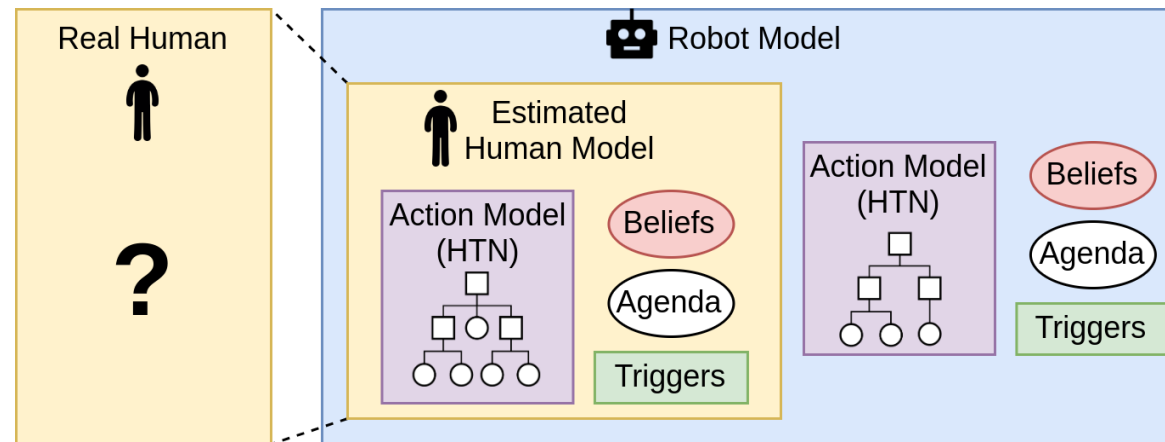 Real Human
?
Robot Model
Estimated
Human Model
Action Model
(HTN)
Beliefs
Agenda
Triggers
Action Model
(HTN)
Beliefs
Agenda
Triggers